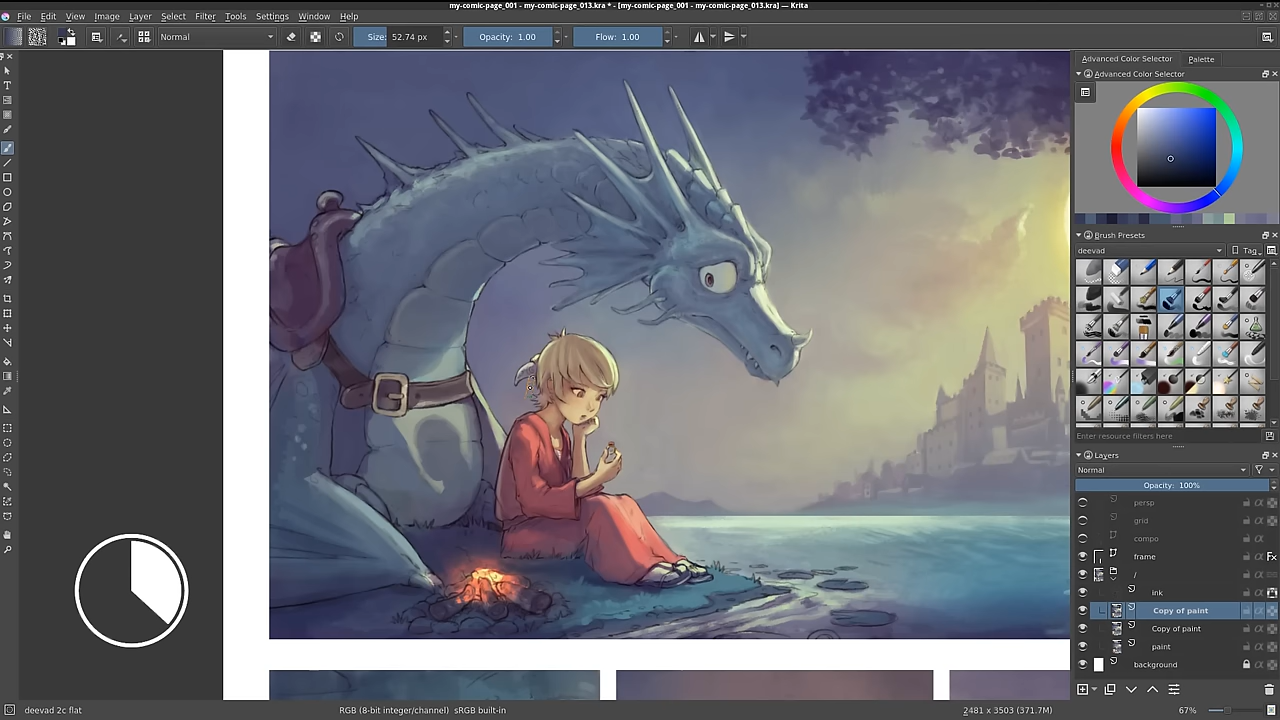 my-comic-page_001 - my-comic-page_013.kra * - [my-comic-page_001 - my-comic-page_013.kra] — Krita
File Edit View Image Layer Select Filter Tools Settings Window Help
Normal Size: 52.74 px Opacity: 1.00 Flow: 1.00
Advanced Color Selector Palette
Advanced Color Selector
Brush Presets
deevad Tag
Enter resource filters here
Layers
Normal
Opacity: 100%
persp
grid
compo
frame Fx
/
ink
Copy of paint
Copy of paint
paint
background
deevad 2c flat RGB (8-bit integer/channel) sRGB built-in 2481 x 3503 (371.7M) 67%